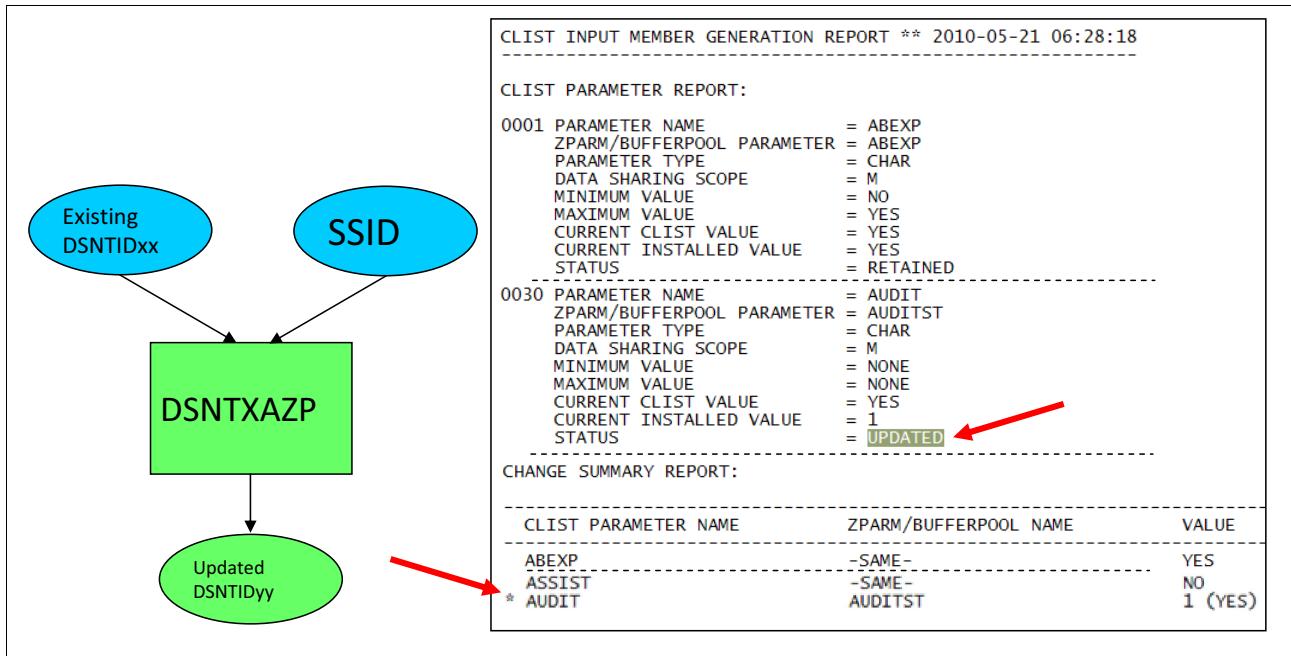 Existing
DSNTIDxx
SSID
DSNTXAZP
Updated
DSNTIDyy
CLIST INPUT MEMBER GENERATION REPORT ** 2010-05-21 06:28:18
CLIST PARAMETER REPORT:
0001 PARAMETER NAME = ABEXP
ZPARM/BUFFERPOOL PARAMETER = ABEXP
PARAMETER TYPE = CHAR
DATA SHARING SCOPE = M
MINIMUM VALUE = NO
MAXIMUM VALUE = YES
CURRENT CLIST VALUE = YES
CURRENT INSTALLED VALUE = YES
STATUS = RETAINED
0030 PARAMETER NAME = AUDIT
ZPARM/BUFFERPOOL PARAMETER = AUDITST
PARAMETER TYPE = CHAR
DATA SHARING SCOPE = M
MINIMUM VALUE = NONE
MAXIMUM VALUE = NONE
CURRENT CLIST VALUE = YES
CURRENT INSTALLED VALUE = 1
STATUS = UPDATED
CHANGE SUMMARY REPORT:
CLIST PARAMETER NAME ZPARM/BUFFERPOOL NAME VALUE
ABEXP -SAME- YES
ASSIST -SAME- NO
* AUDIT AUDITST 1 (YES)